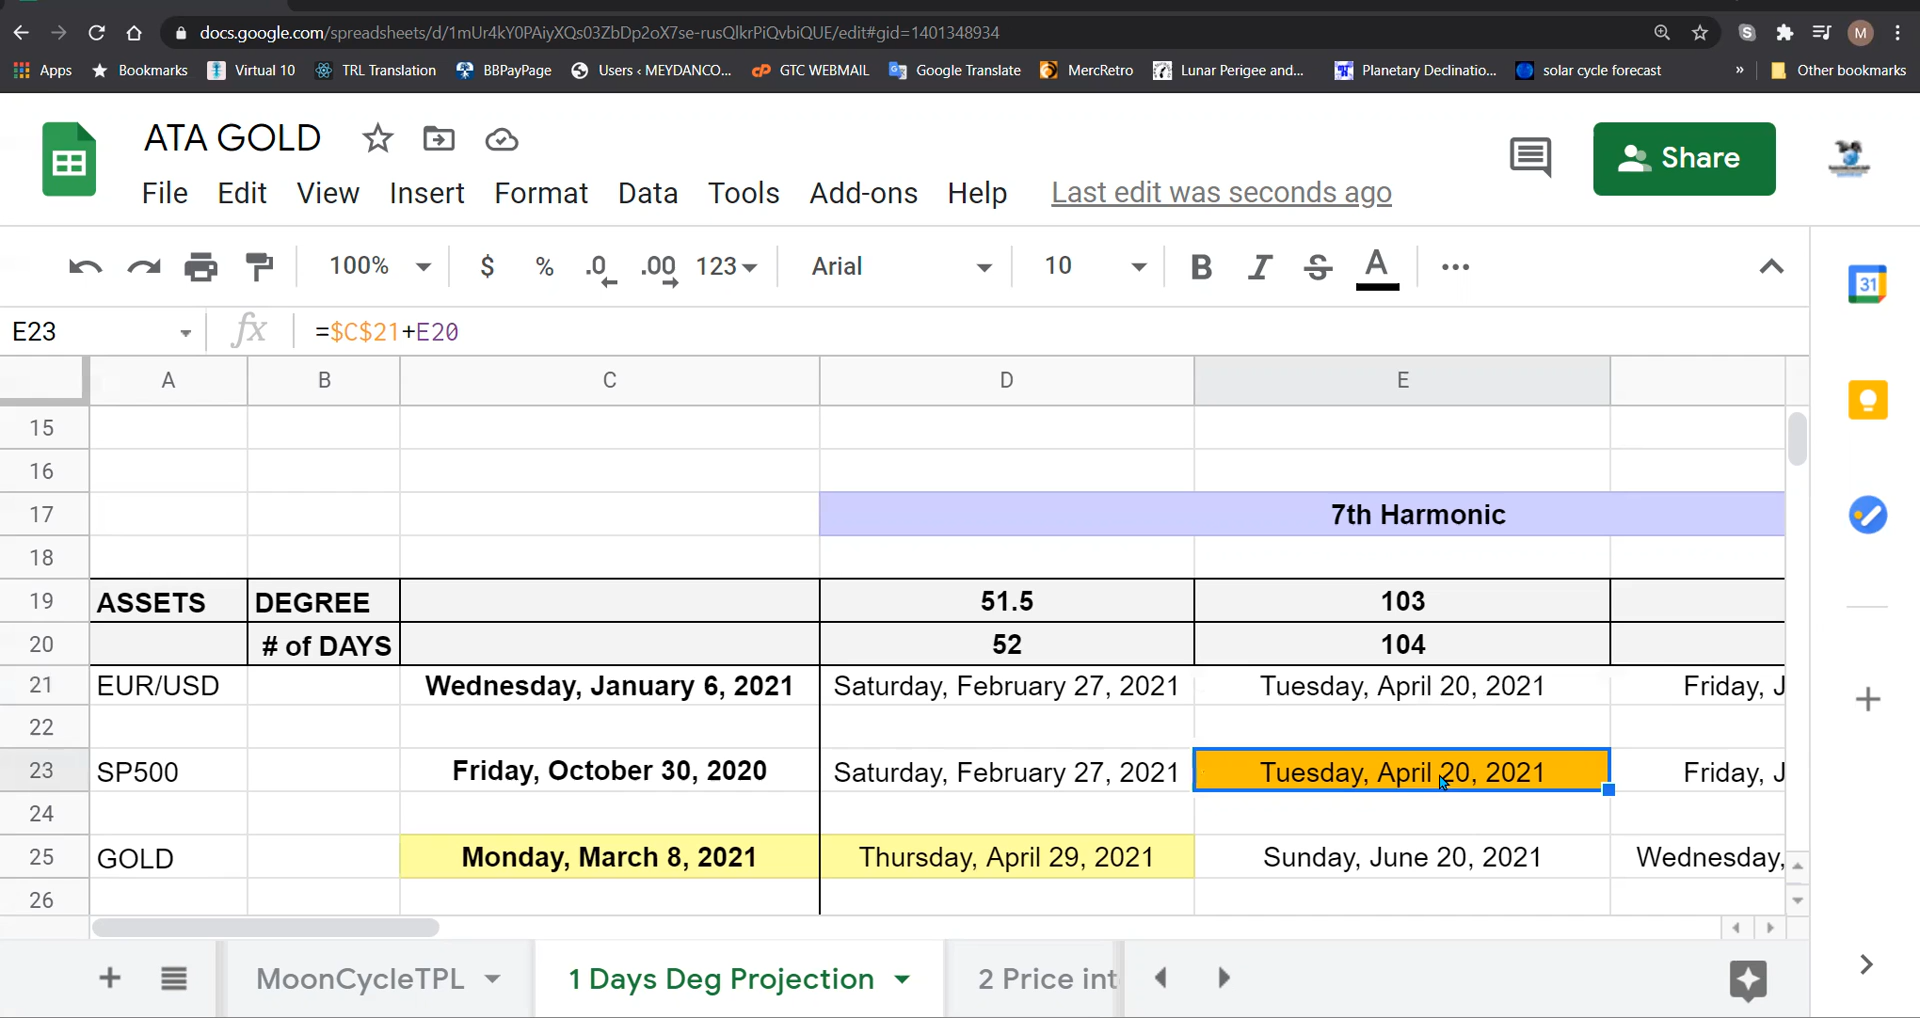 docs.google.com/spreadsheets/d/1mUr4kY0PAiyXQs03ZbDp2oX7se-rusQlkrPiQvbiQUE/edit#gid=1401348934
M
Apps Bookmarks Virtual 10 TRL Translation BBPayPage Users ‹ MEYDANCO... GTC WEBMAIL Google Translate MercRetro Lunar Perigee and... Planetary Declinatio... solar cycle forecast » Other bookmarks
ATA GOLD
Share
File Edit View Insert Format Data Tools Add-ons Help Last edit was seconds ago
100% $ % .0 .00 123 Arial 10 B I S A
31
E23 fx =$C$21+E20
A B C D E
15
16
17 7th Harmonic
18
19 ASSETS DEGREE 51.5 103
20 # of DAYS 52 104
21 EUR/USD Wednesday, January 6, 2021 Saturday, February 27, 2021 Tuesday, April 20, 2021 Friday, J
22
23 SP500 Friday, October 30, 2020 Saturday, February 27, 2021 Tuesday, April 20, 2021 Friday, J
24
25 GOLD Monday, March 8, 2021 Thursday, April 29, 2021 Sunday, June 20, 2021 Wednesday,
26
MoonCycleTPL 1 Days Deg Projection 2 Price int